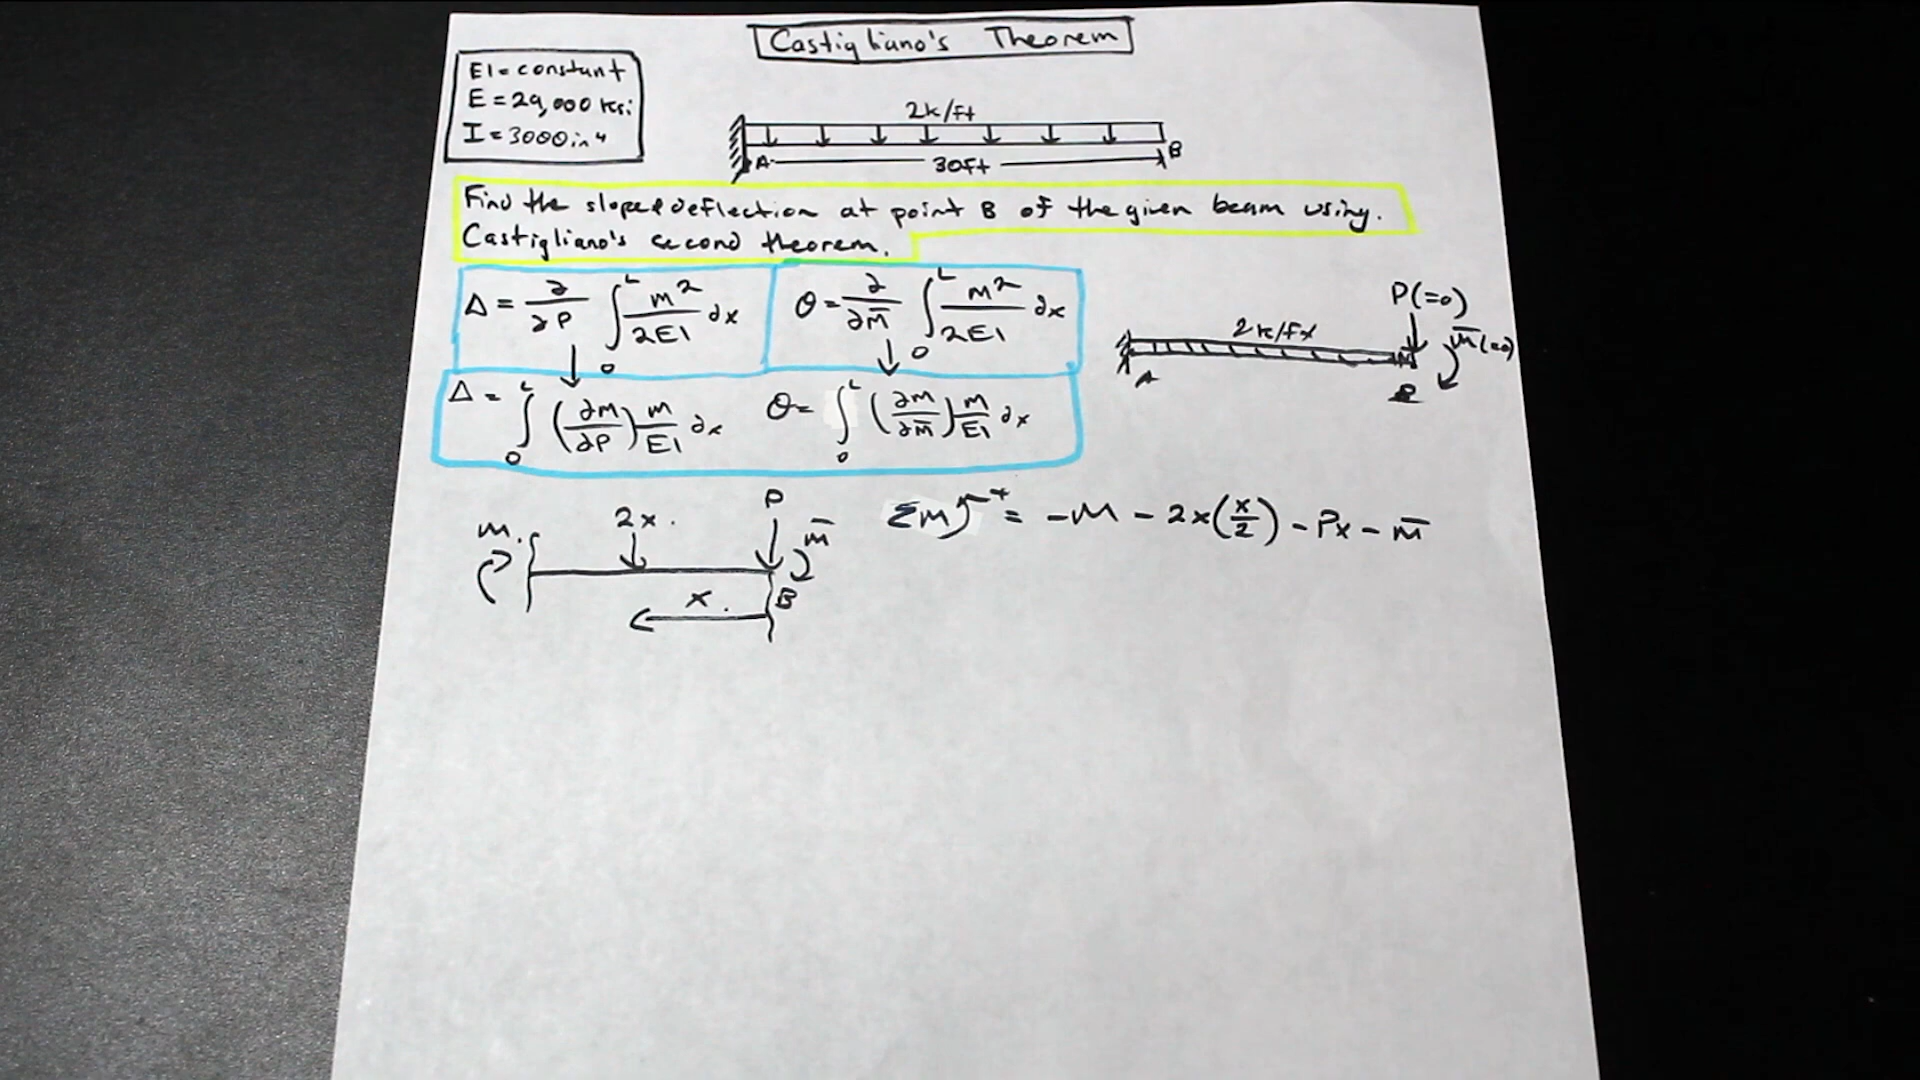 Castigliano's Theorem
EI = constant
E = 29,000 ksi
I = 3000 in⁴
2k/ft
A
30ft
B
Find the slope & deflection at point B of the given beam using.
Castigliano's second theorem.
Δ = ∂/∂P ∫₀ᴸ M²/2EI dx
θ = ∂/∂M̅ ∫₀ᴸ M²/2EI dx
P(=0)
2k/ft
M̅(=0)
A
B
Δ = ∫₀ᴸ (∂M/∂P) M/EI dx
θ = ∫₀ᴸ (∂M/∂M̅) M/EI dx
M.
2x.
P
M̅
x.
B
ΣM⤹⁺ = -M - 2x(x/2) - Px - M̅